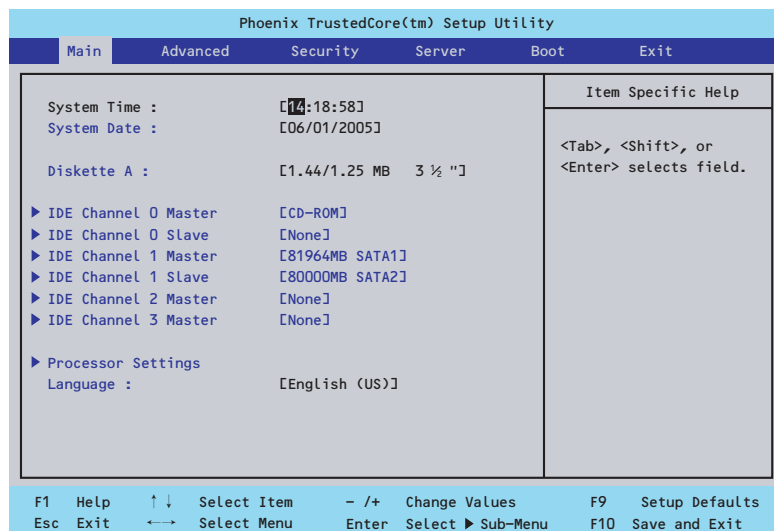 Phoenix TrustedCore(tm) Setup Utility
Main Advanced Security Server Boot Exit
System Time : [14:18:58]
System Date : [06/01/2005]
Diskette A : [1.44/1.25 MB 3 ½ "]
▶ IDE Channel 0 Master [CD-ROM]
▶ IDE Channel 0 Slave [None]
▶ IDE Channel 1 Master [81964MB SATA1]
▶ IDE Channel 1 Slave [80000MB SATA2]
▶ IDE Channel 2 Master [None]
▶ IDE Channel 3 Master [None]
▶ Processor Settings
Language : [English (US)]
Item Specific Help
<Tab>, <Shift>, or
<Enter> selects field.
F1 Help ↑↓ Select Item - /+ Change Values F9 Setup Defaults
Esc Exit ←→ Select Menu Enter Select ▶ Sub-Menu F10 Save and Exit